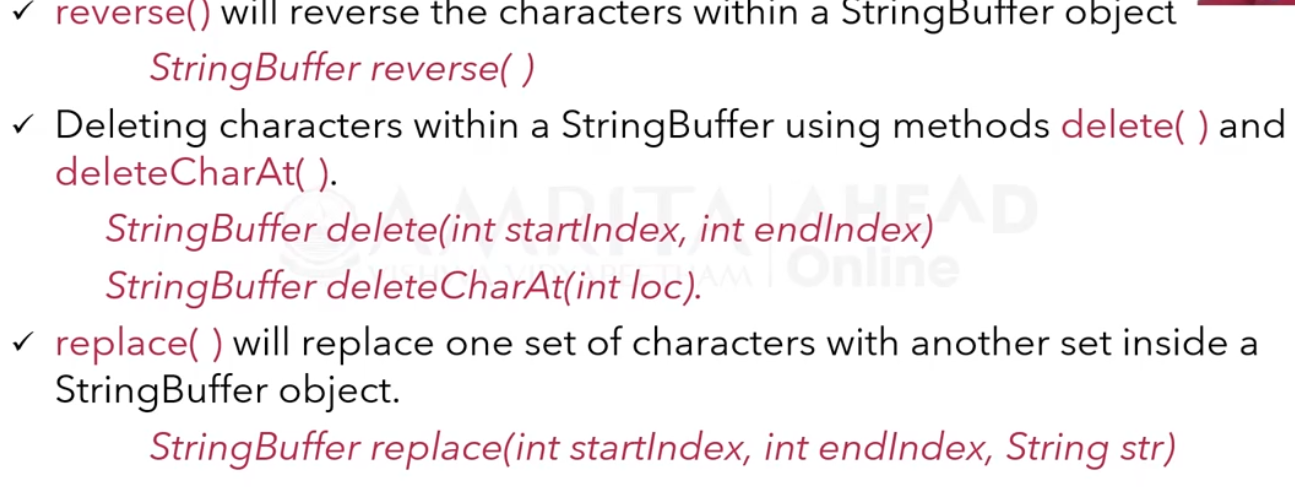 ✓ reverse() will reverse the characters within a StringBuffer object
StringBuffer reverse( )
✓ Deleting characters within a StringBuffer using methods delete( ) and
deleteCharAt( ).
StringBuffer delete(int startIndex, int endIndex)
StringBuffer deleteCharAt(int loc).
✓ replace( ) will replace one set of characters with another set inside a
StringBuffer object.
StringBuffer replace(int startIndex, int endIndex, String str)
AMRITA AHEAD
VISHWA VIDYAPEETHAM Online